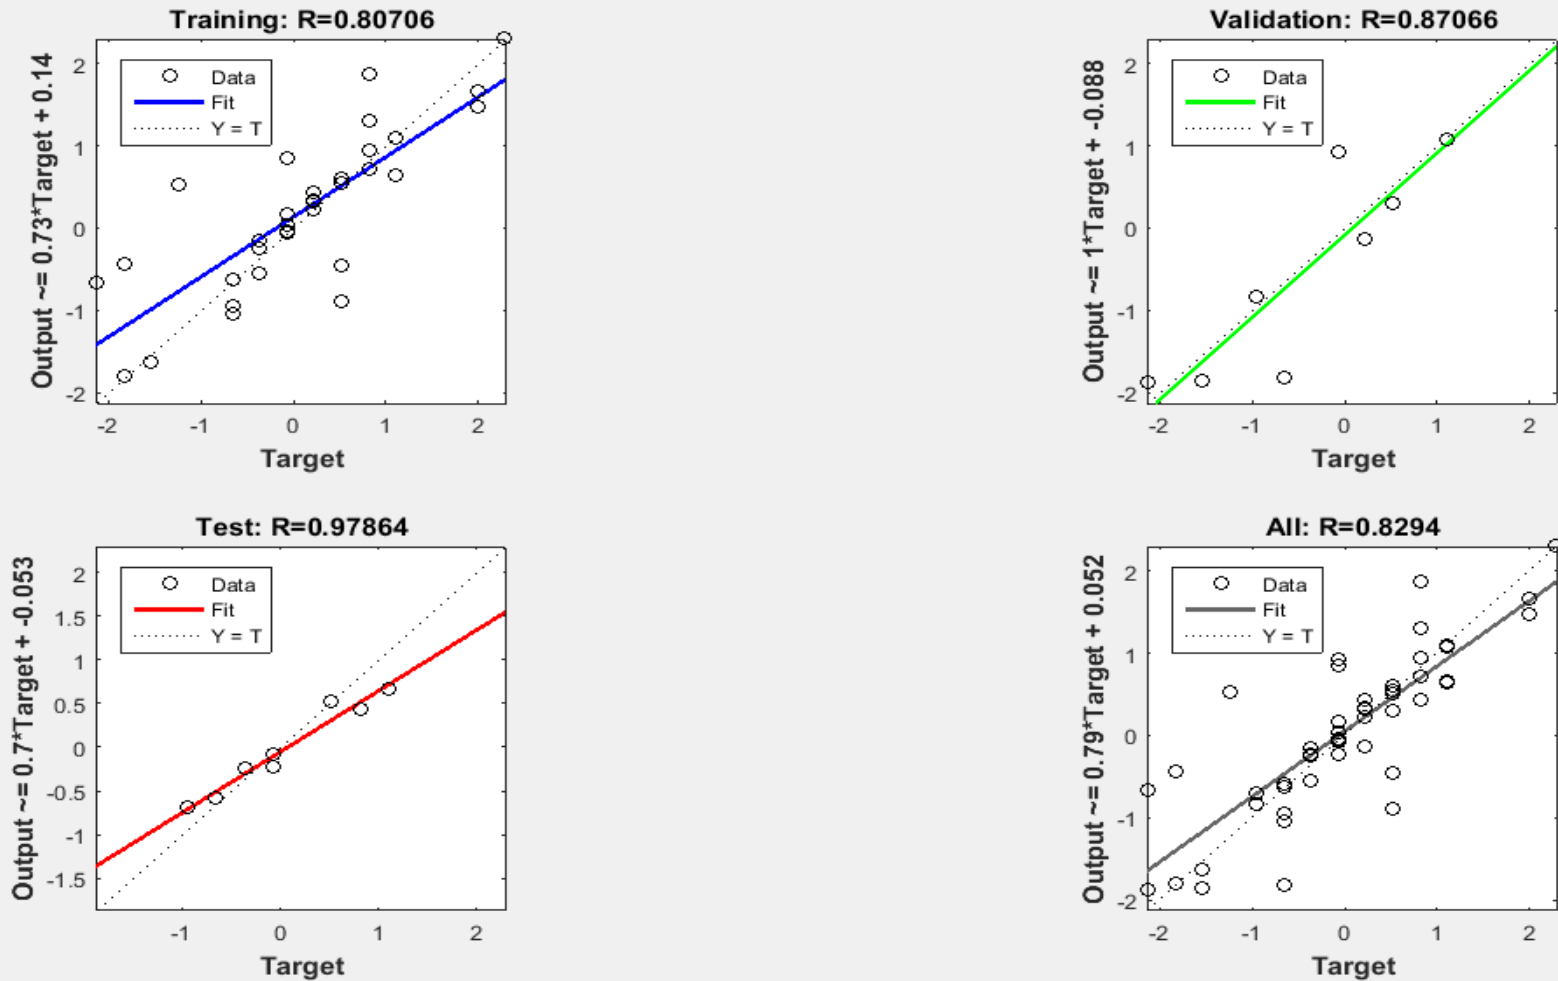 Training: R=0.80706
Output ~= 0.73*Target + 0.14
Data
Fit
Y = T
2
1
0
-1
-2
-2 -1 0 1 2
Target
Validation: R=0.87066
Output ~= 1*Target + -0.088
Data
Fit
Y = T
2
1
0
-1
-2
-2 -1 0 1 2
Target
Test: R=0.97864
Output ~= 0.7*Target + -0.053
Data
Fit
Y = T
2
1.5
1
0.5
0
-0.5
-1
-1.5
-1 0 1 2
Target
All: R=0.8294
Output ~= 0.79*Target + 0.052
Data
Fit
Y = T
2
1
0
-1
-2
-2 -1 0 1 2
Target